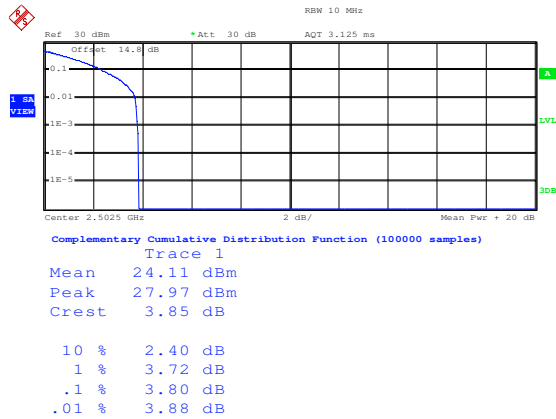 RBW 10 MHz
Ref 30 dBm *Att 30 dB AQT 3.125 ms
Offset 14.8 dB
0.1
0.01
1E-3
1E-4
1E-5
A
1 SA
VIEW
LVL
3DB
Center 2.5025 GHz 2 dB/ Mean Pwr + 20 dB
Complementary Cumulative Distribution Function (100000 samples)
Trace 1
Mean 24.11 dBm
Peak 27.97 dBm
Crest 3.85 dB
10 % 2.40 dB
1 % 3.72 dB
.1 % 3.80 dB
.01 % 3.88 dB